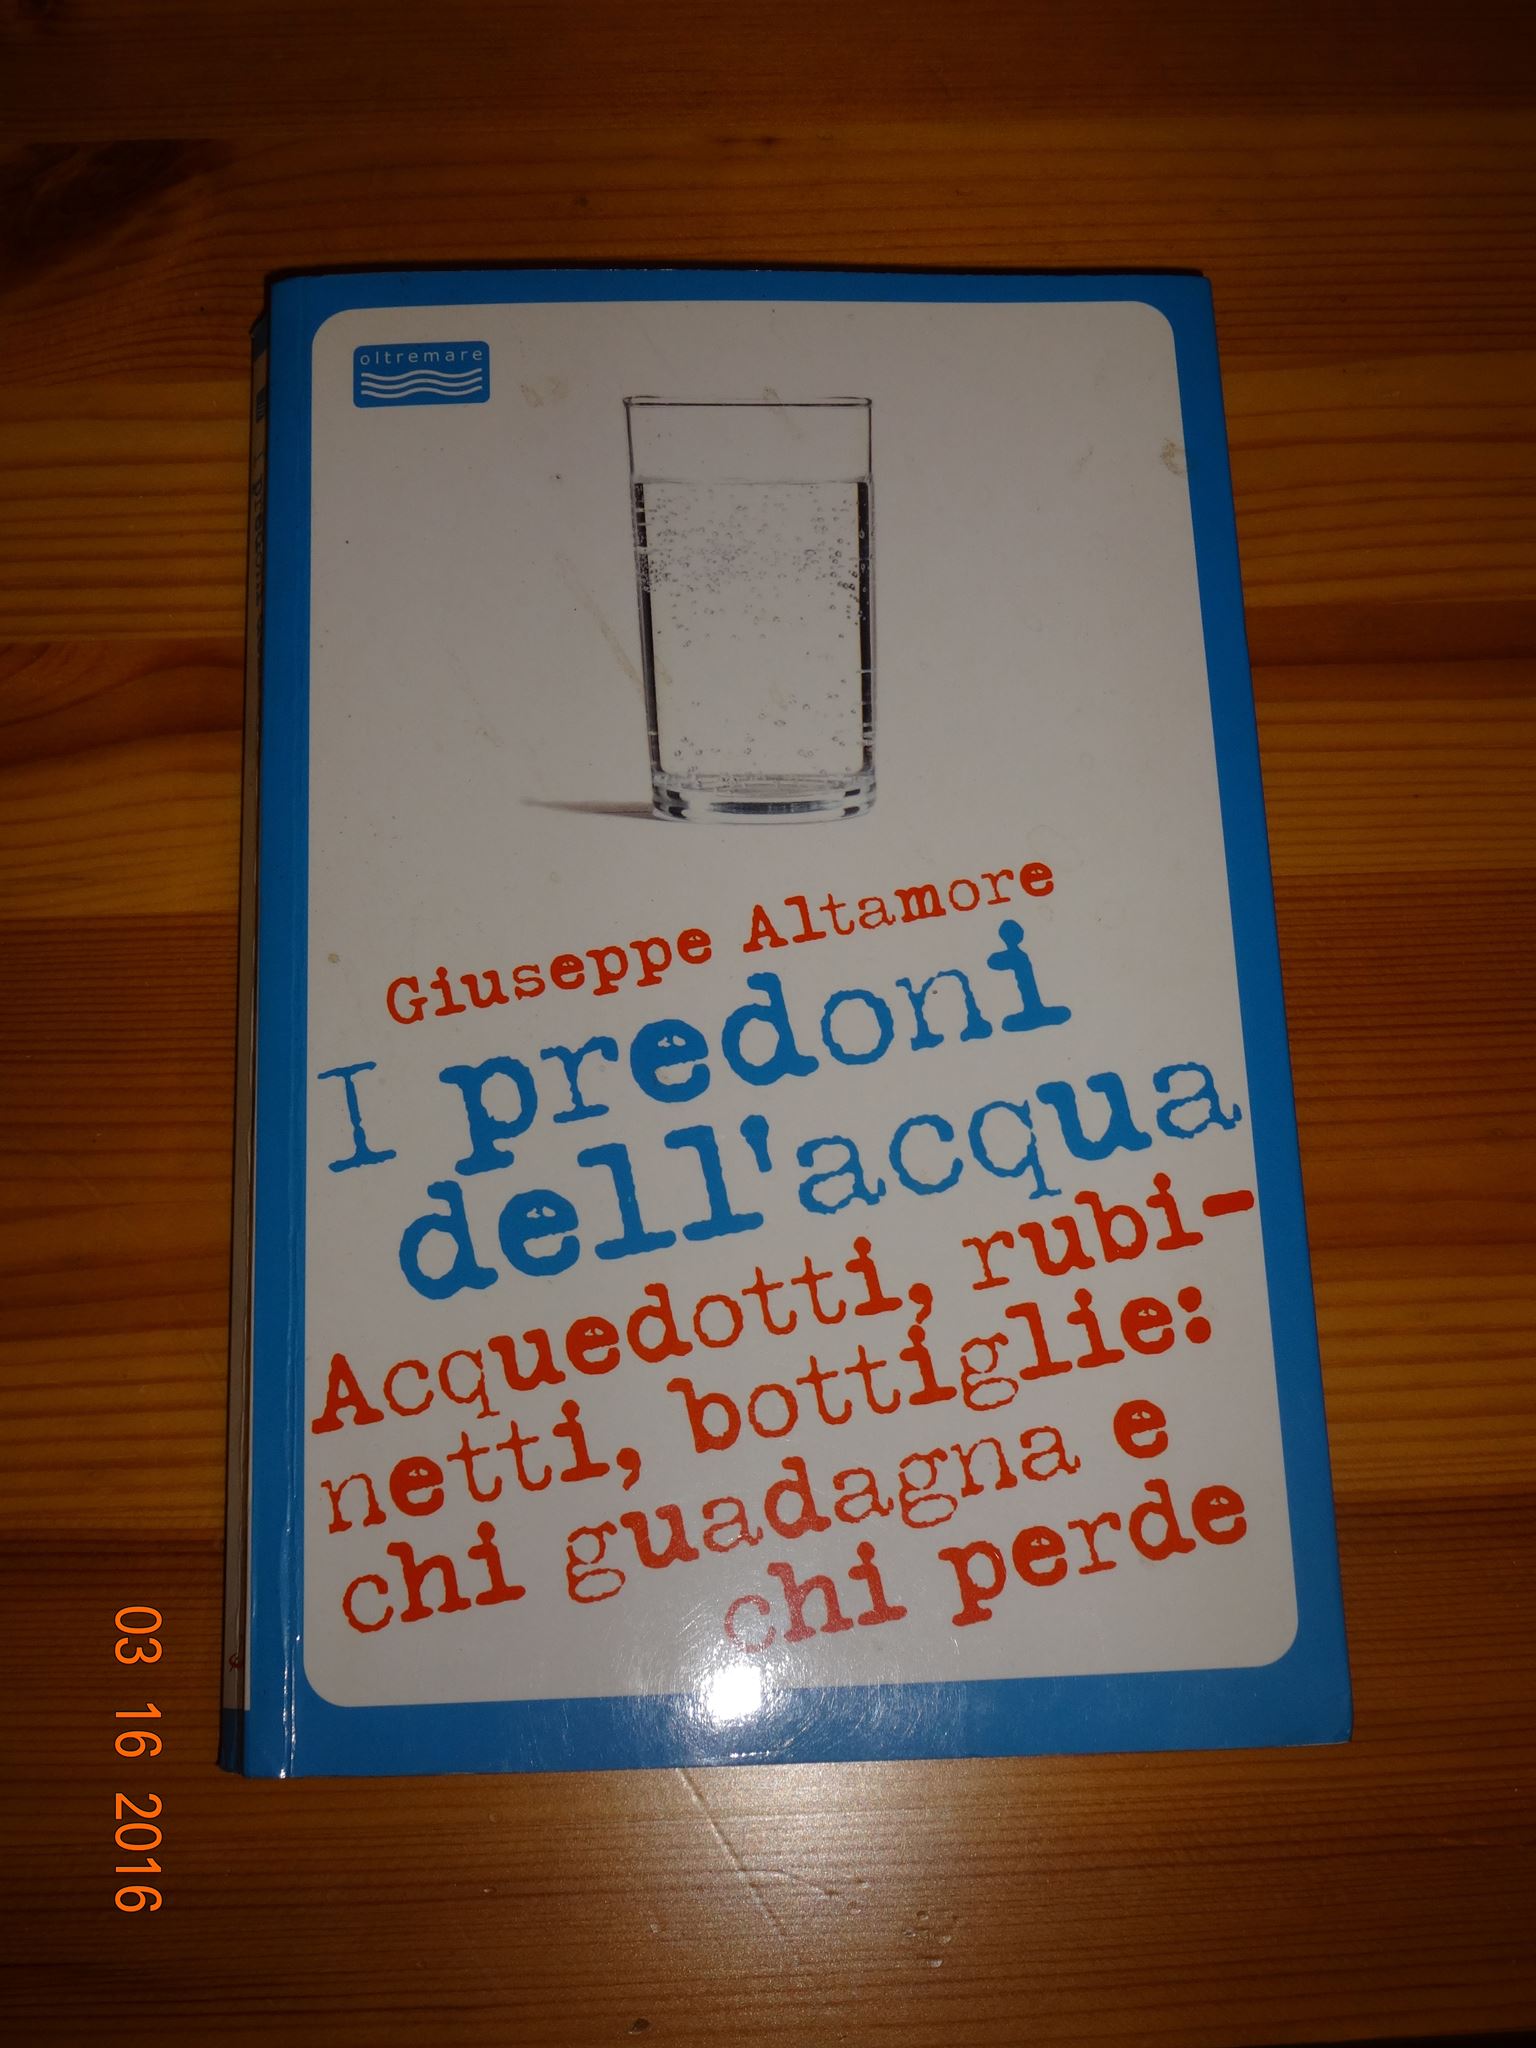 oltremare
Giuseppe Altamore
I predoni
dell'acqua
Acquedotti, rubi-
netti, bottiglie:
chi guadagna e
chi perde
03 16 2016